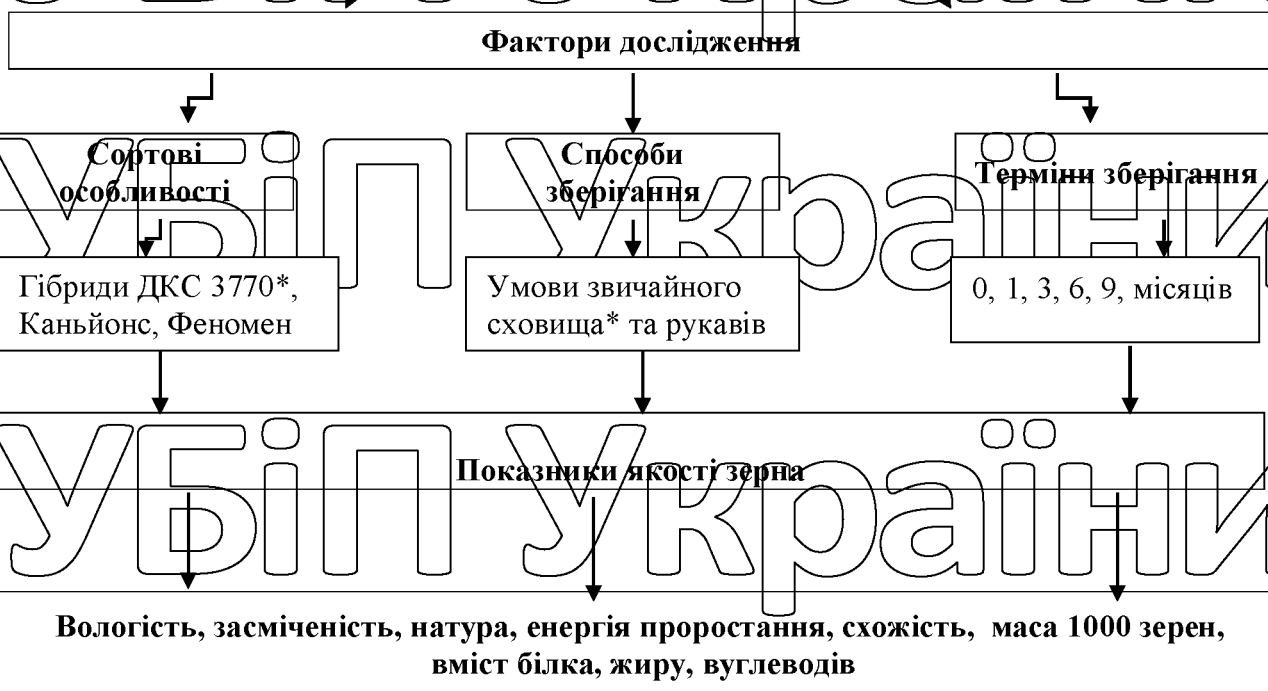 Фактори дослідження
Сортові
особливості
Способи
зберігання
Терміни зберігання
Гібриди ДКС 3770*,
Каньйонс, Феномен
Умови звичайного
сховища* та рукавів
0, 1, 3, 6, 9, місяців
УБіП України
Показники якості зерна
УБіП України
Вологість, засміченість, натура, енергія проростання, схожість, маса 1000 зерен,
вміст білка, жиру, вуглеводів